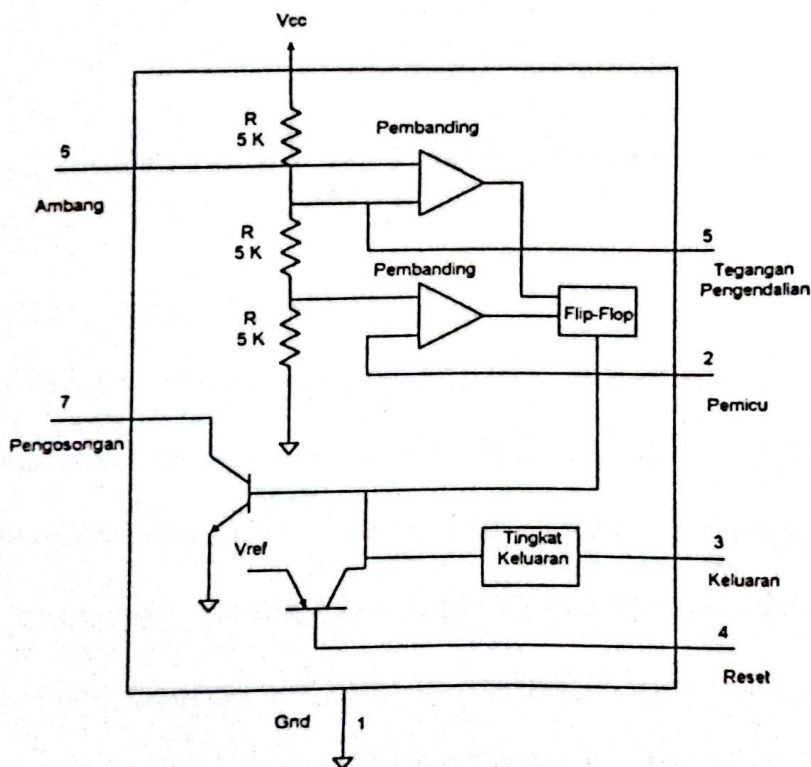 Vcc
R
5 K
Pembanding
6
Ambang
R
5 K
5
Tegangan
Pengendalian
Pembanding
Flip-Flop
R
5 K
2
Pemicu
7
Pengosongan
Vref
Tingkat
Keluaran
3
Keluaran
4
Reset
Gnd
1